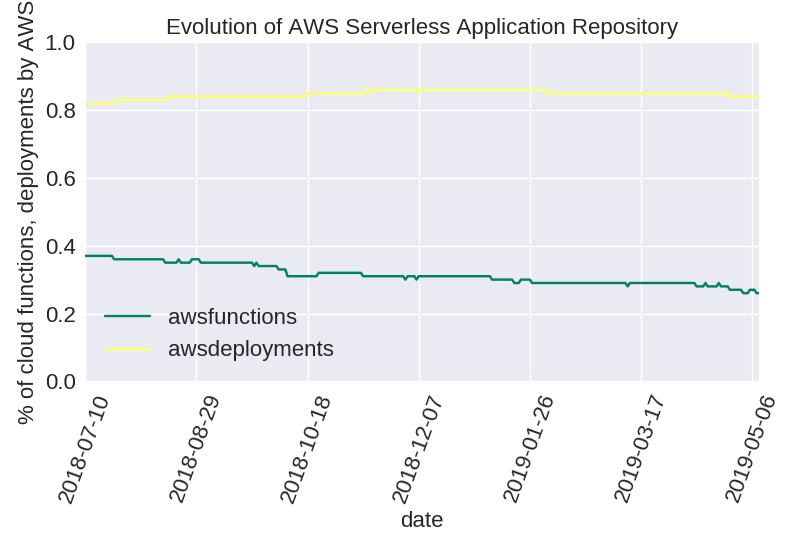 Evolution of AWS Serverless Application Repository
% of cloud functions, deployments by AWS
1.0
0.8
0.6
0.4
0.2
0.0
awsfunctions
awsdeployments
2018-07-10
2018-08-29
2018-10-18
2018-12-07
2019-01-26
2019-03-17
2019-05-06
date